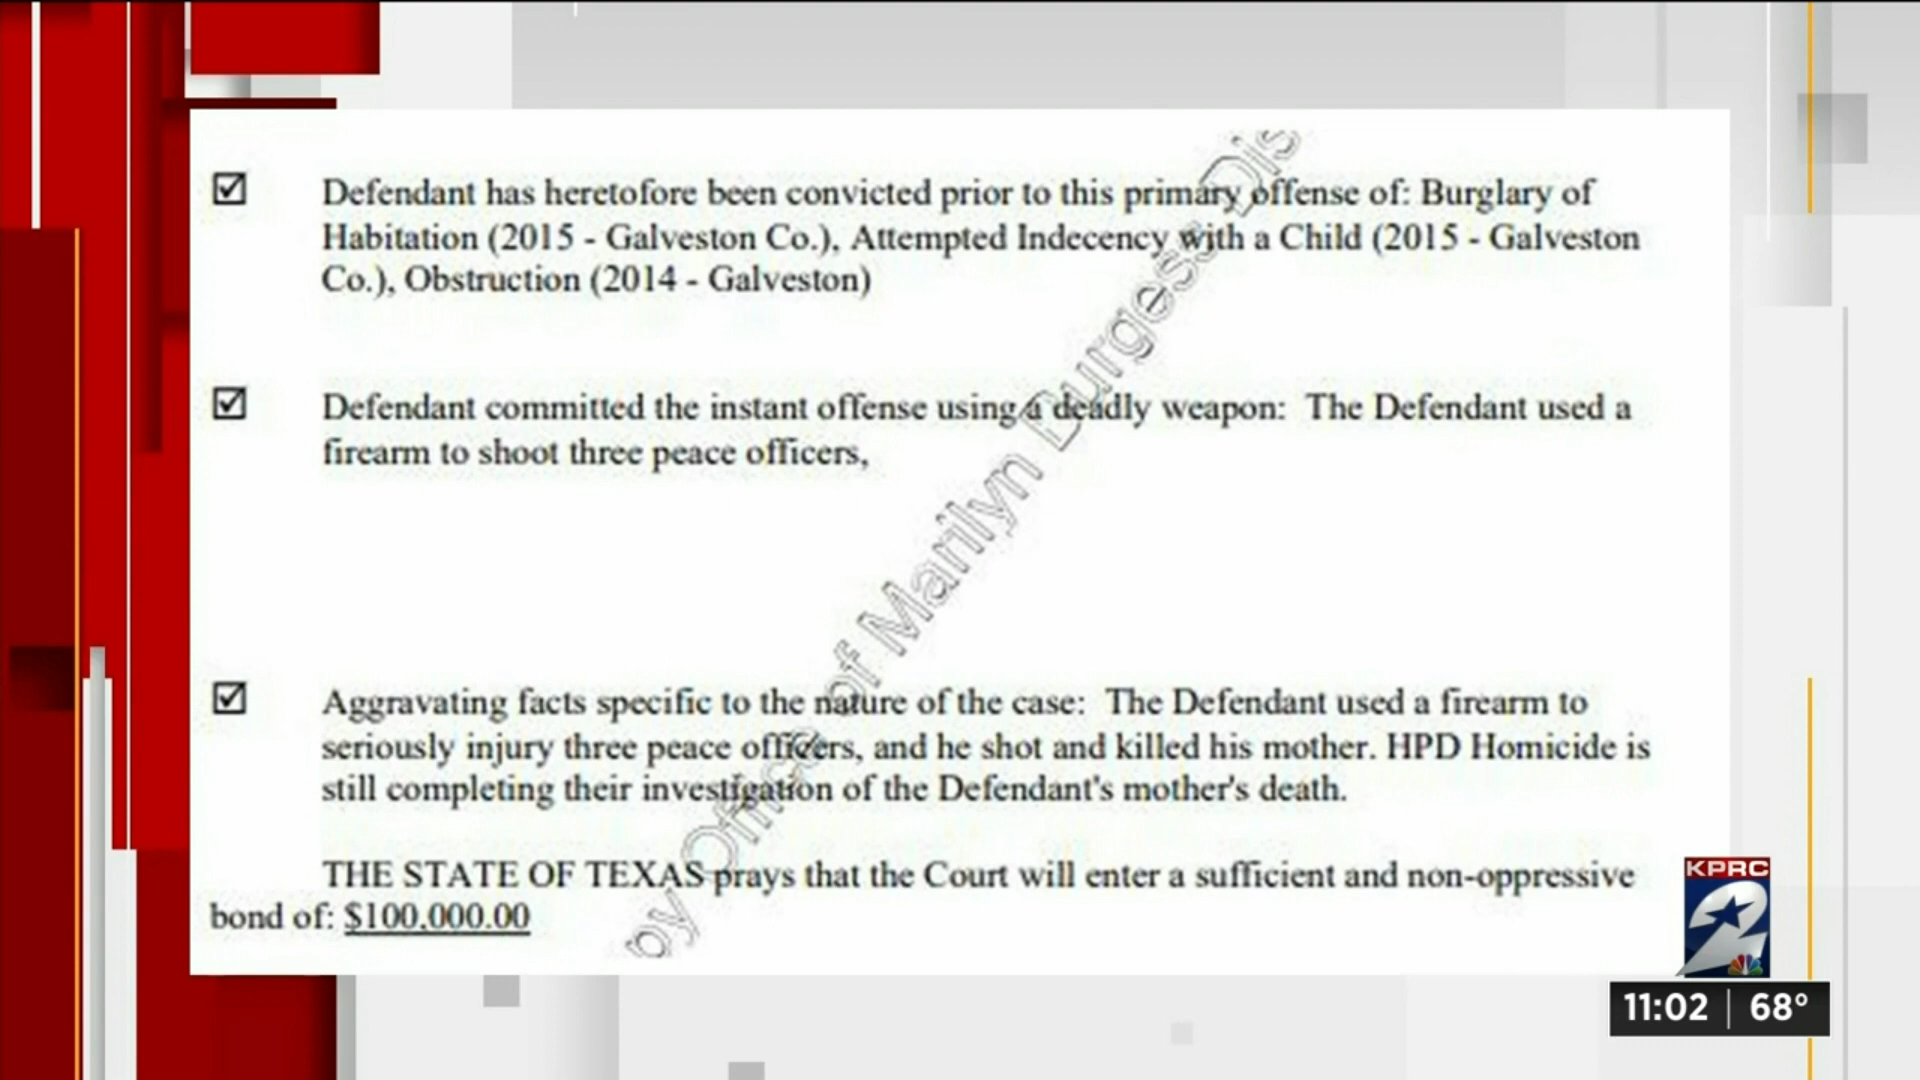 Defendant has heretofore been convicted prior to this primary offense of: Burglary of
Habitation (2015 - Galveston Co.), Attempted Indecency with a Child (2015 - Galveston
Co.), Obstruction (2014 - Galveston)
Defendant committed the instant offense using a deadly weapon: The Defendant used a
firearm to shoot three peace officers,
Aggravating facts specific to the nature of the case: The Defendant used a firearm to
seriously injury three peace officers, and he shot and killed his mother. HPD Homicide is
still completing their investigation of the Defendant's mother's death.
THE STATE OF TEXAS prays that the Court will enter a sufficient and non-oppressive
bond of: $100,000.00
by Office of Marilyn Burgess Dis
KPRC
2
11:02 | 68°